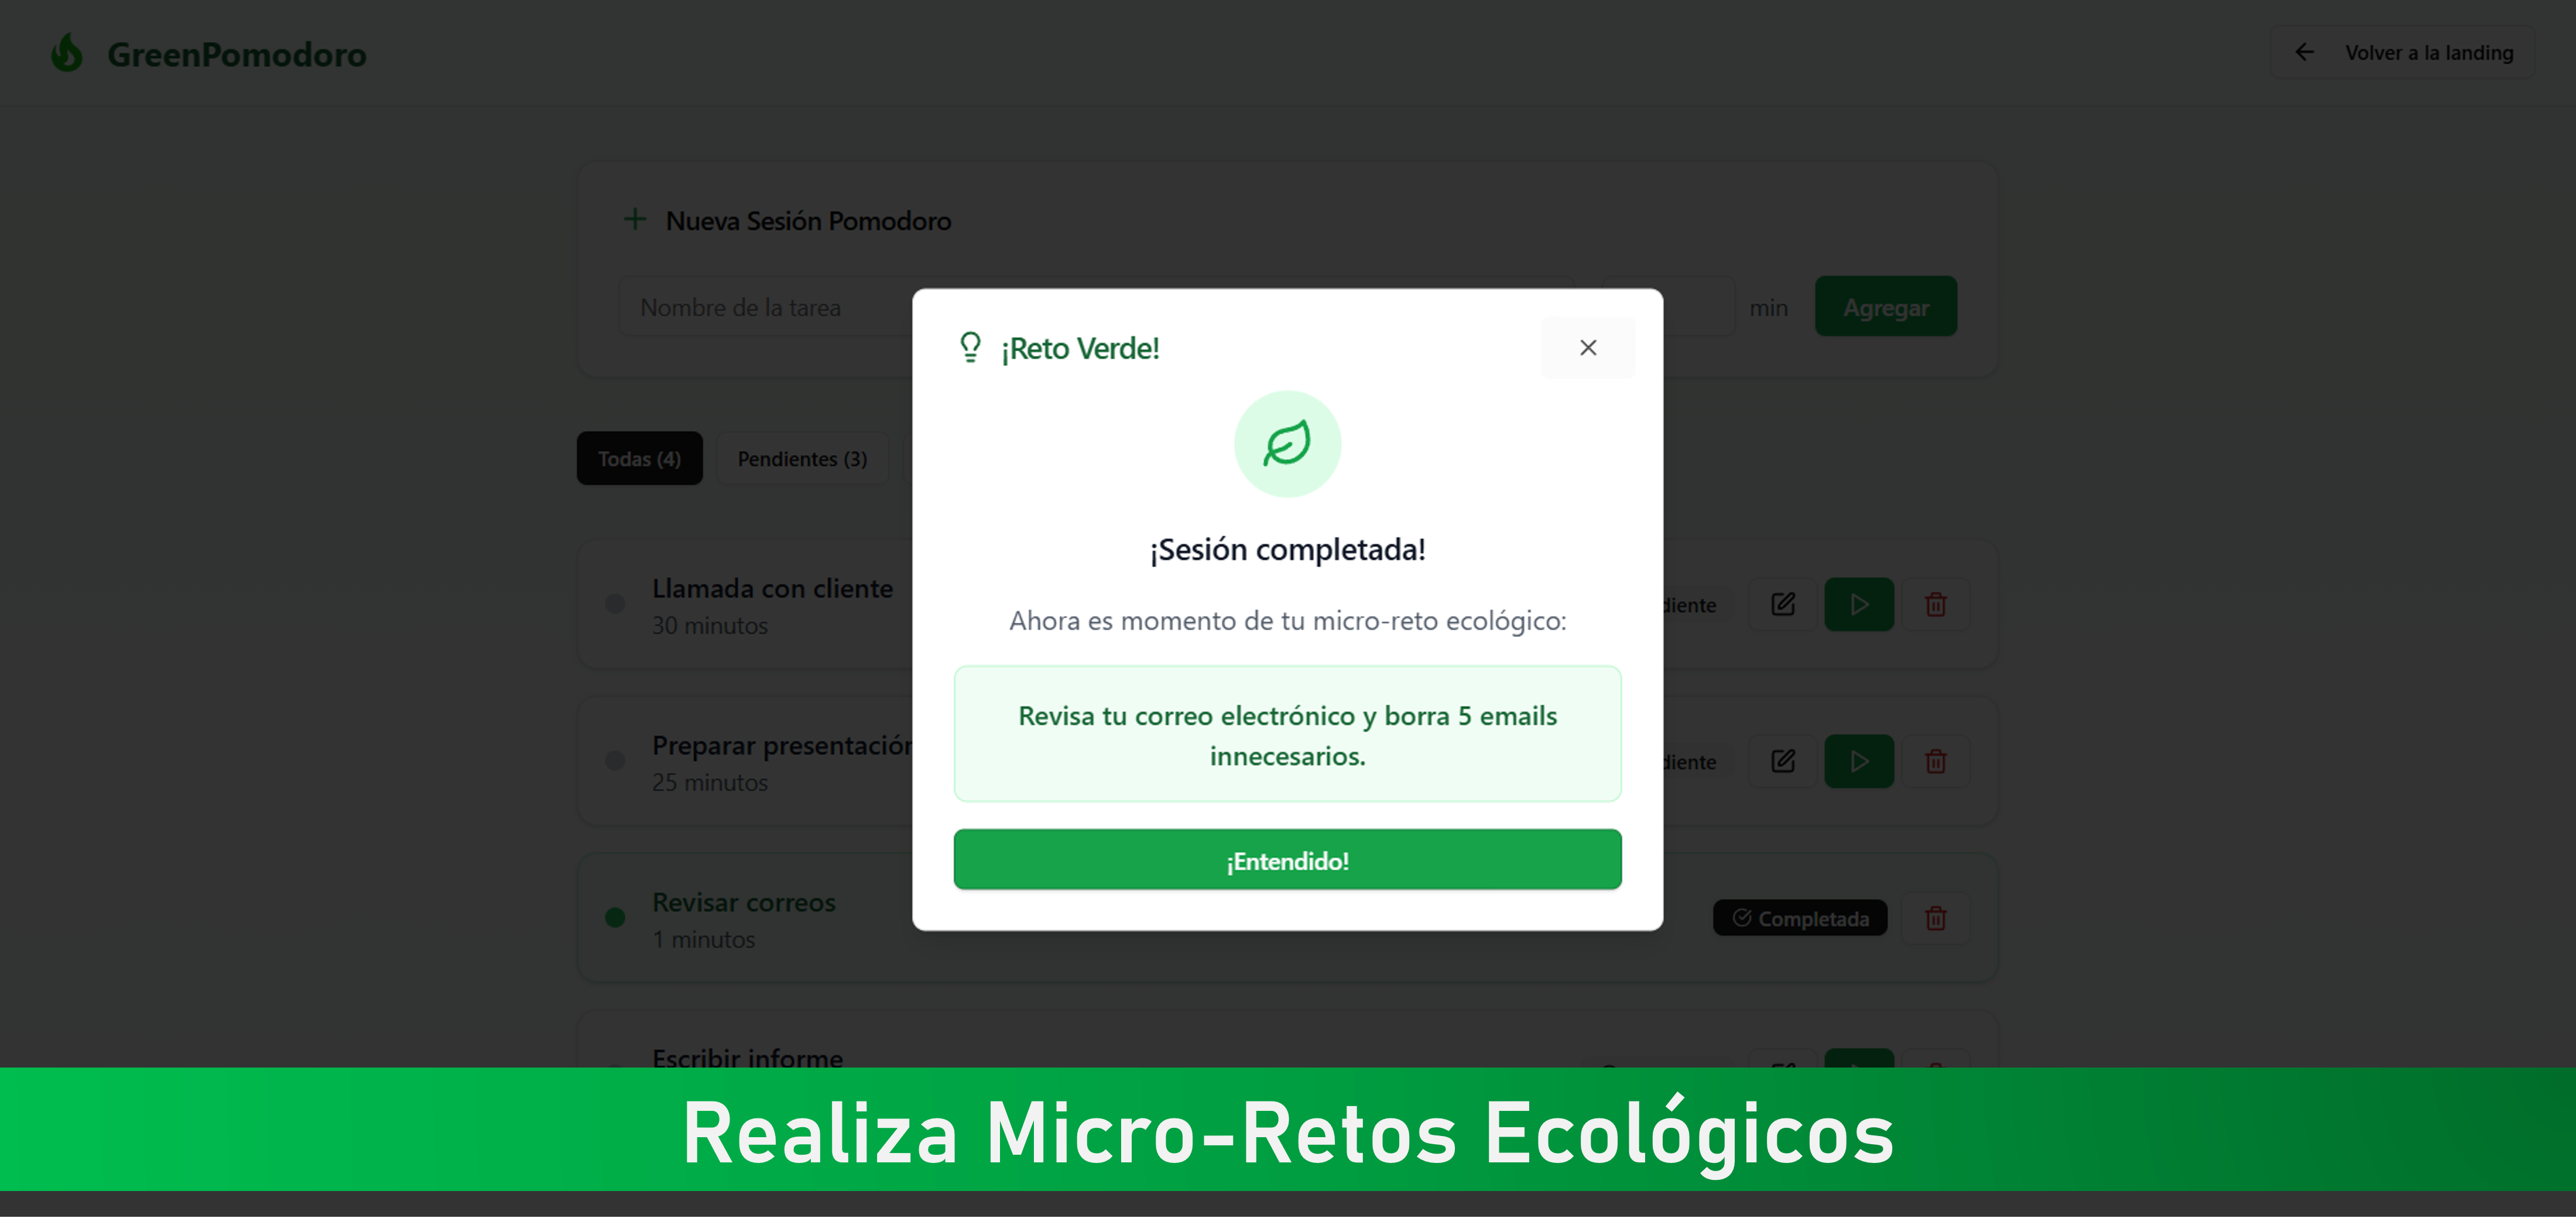 GreenPomodoro
Volver a la landing
Nueva Sesión Pomodoro
Nombre de la tarea
min
Agregar
¡Reto Verde!
Todas (4)
Pendientes (3)
¡Sesión completada!
Ahora es momento de tu micro-reto ecológico:
Llamada con cliente
30 minutos
diente
Revisa tu correo electrónico y borra 5 emails
innecesarios.
Preparar presentación
25 minutos
diente
¡Entendido!
Revisar correos
1 minutos
Completada
Escribir informe
Realiza Micro-Retos Ecológicos